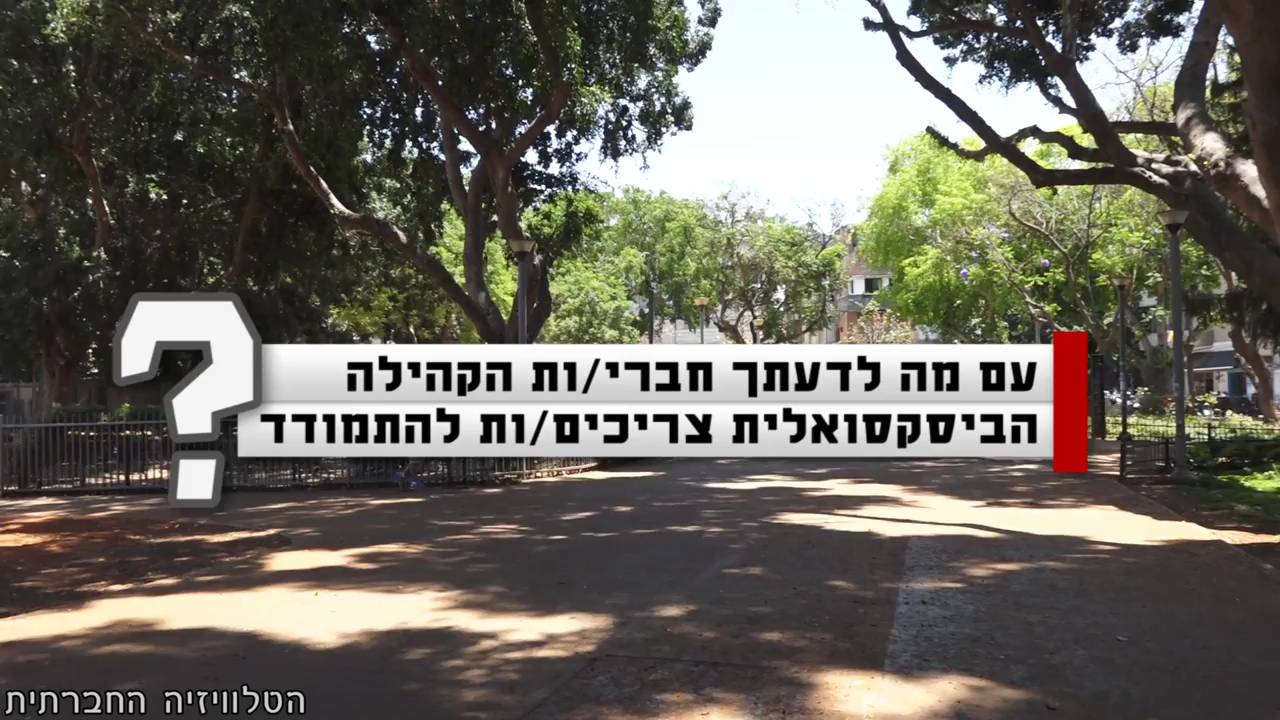 עם מה לדעתך חברי/ות הקהילה
הביסקסואלית צריכים/ות להתמודד
?
הטלוויזיה החברתית